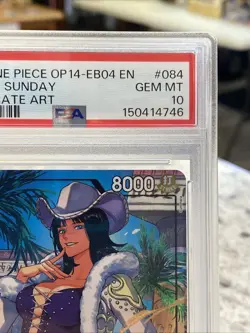 NE PIECE OP14-EB04 EN #084
SUNDAY GEM MT
ATE ART 10
PSA 150414746
8000